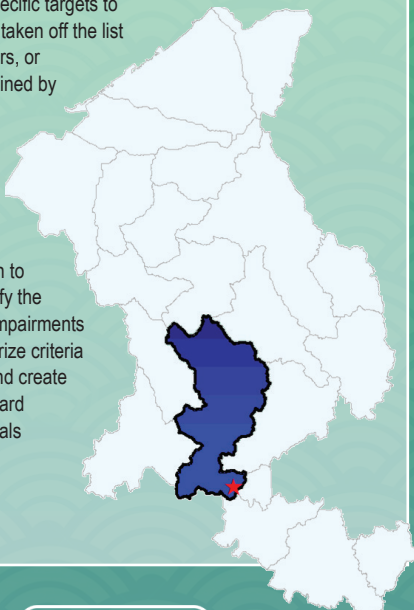 ecific targets to
taken off the list
rs, or
ined by
n to
fy the
mpairments
rize criteria
nd create
ard
als